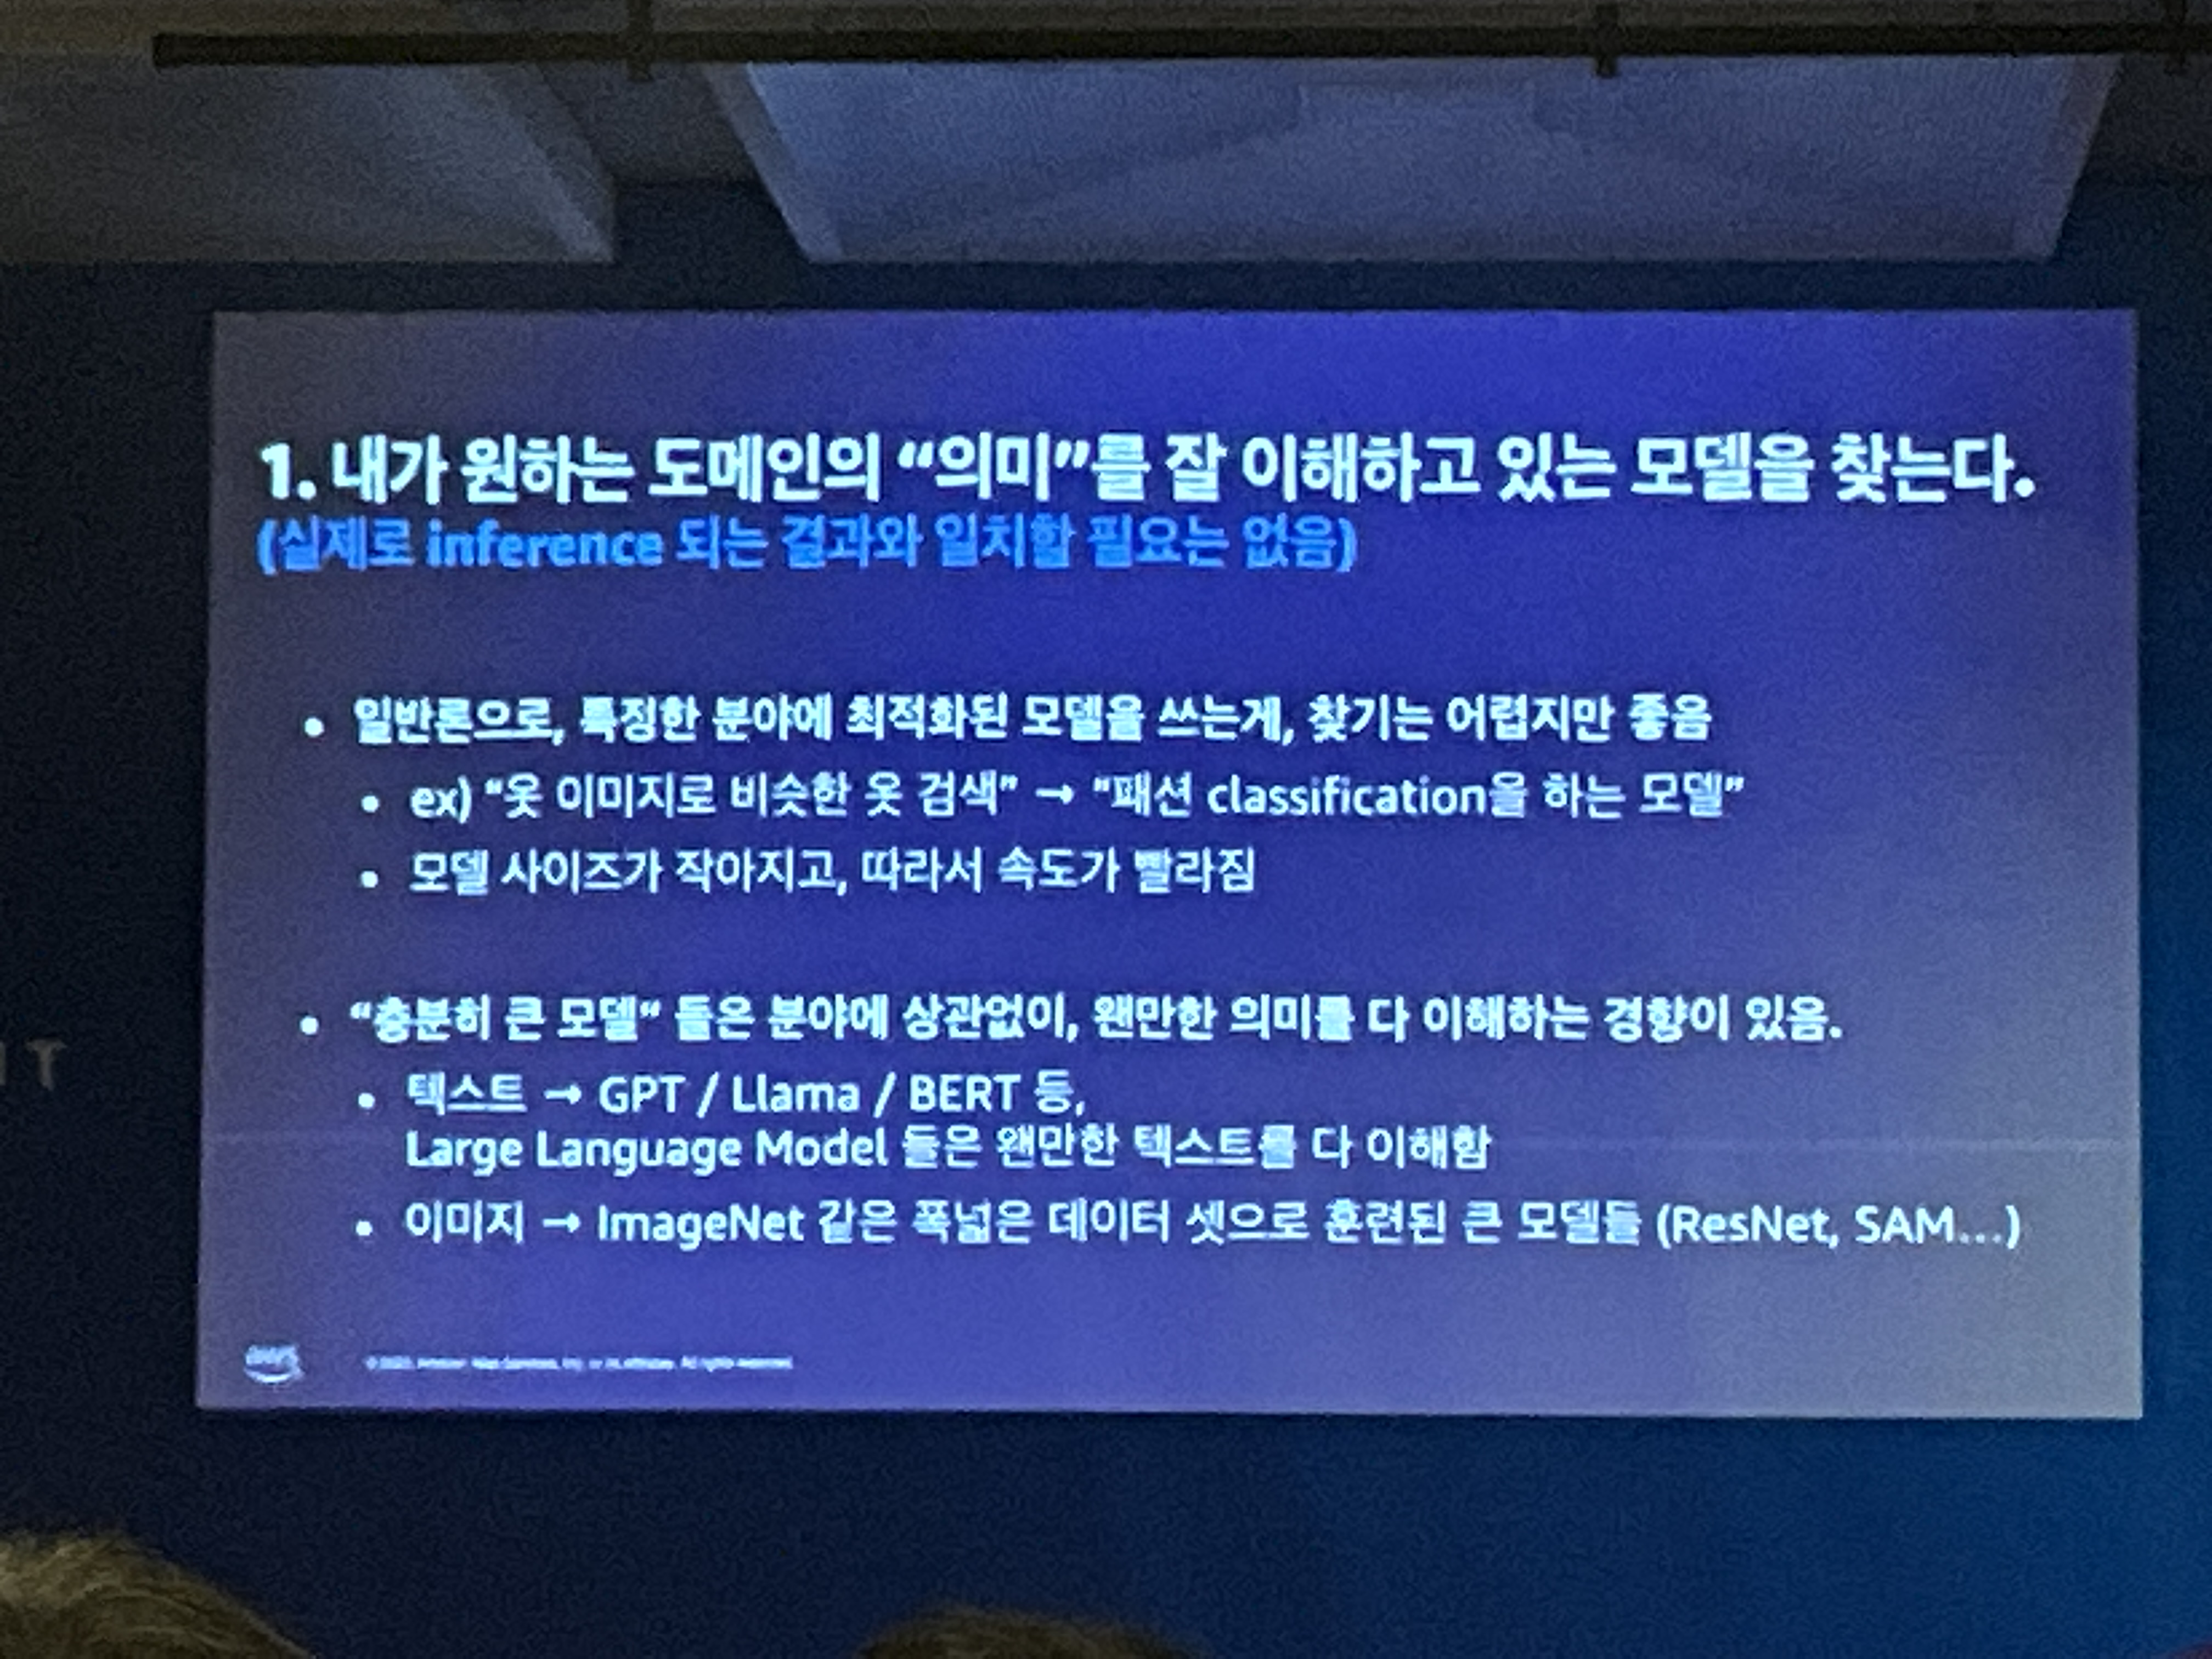 1. 내가 원하는 도메인의 “의미”를 잘 이해하고 있는 모델을 찾는다.
(실제로 inference 되는 결과와 일치할 필요는 없음)
• 일반론으로, 특정한 분야에 최적화된 모델을 쓰는게, 찾기는 어렵지만 좋음
• ex) “옷 이미지로 비슷한 옷 검색” → “패션 classification을 하는 모델”
• 모델 사이즈가 작아지고, 따라서 속도가 빨라짐
• “충분히 큰 모델“ 들은 분야에 상관없이, 왠만한 의미를 다 이해하는 경향이 있음.
• 텍스트 → GPT / Llama / BERT 등,
Large Language Model 들은 왠만한 텍스트를 다 이해함
• 이미지 → ImageNet 같은 폭넓은 데이터 셋으로 훈련된 큰 모델들 (ResNet, SAM…)
aws
Amazon Web Services, Inc. or its affiliates. All rights reserved.